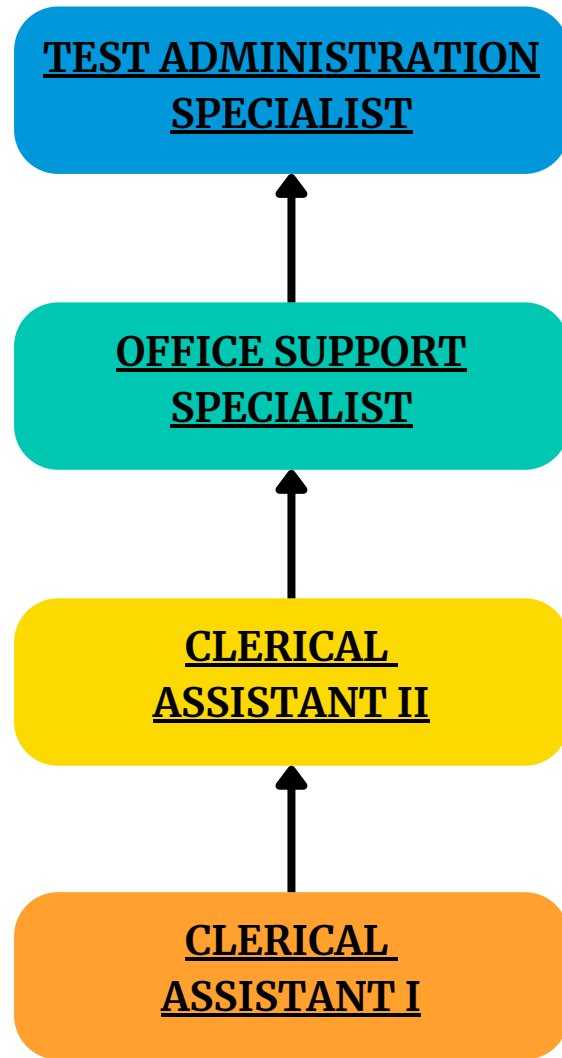 TEST ADMINISTRATION
SPECIALIST
OFFICE SUPPORT
SPECIALIST
CLERICAL
ASSISTANT II
CLERICAL
ASSISTANT I